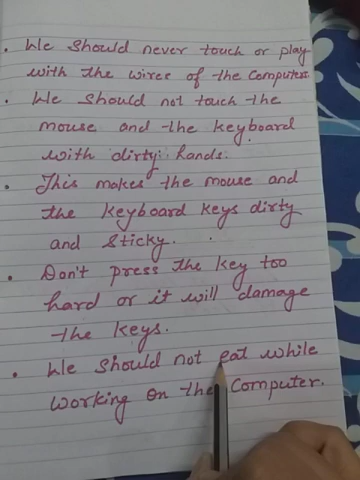 • We should never touch or play
with the wires of the Computers.
• We should not touch the
mouse and the keyboard
with dirty hands.
• This makes the mouse and
the keyboard keys dirty
and sticky.
• Don't press the key too
hard or it will damage
the keys.
• We should not eat while
working on the Computer.